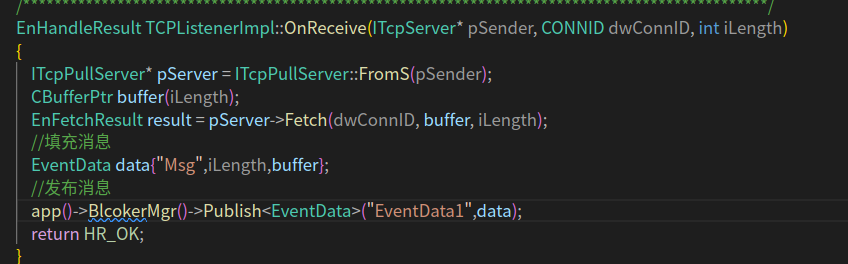 /******************************************************************************************/
EnHandleResult TCPListenerImpl::OnReceive(ITcpServer* pSender, CONNID dwConnID, int iLength)
{
ITcpPullServer* pServer = ITcpPullServer::FromS(pSender);
CBufferPtr buffer(iLength);
EnFetchResult result = pServer->Fetch(dwConnID, buffer, iLength);
//填充消息
EventData data{"Msg",iLength,buffer};
//发布消息
app()->BlcokerMgr()->Publish<EventData>("EventData1",data);
return HR_OK;
}